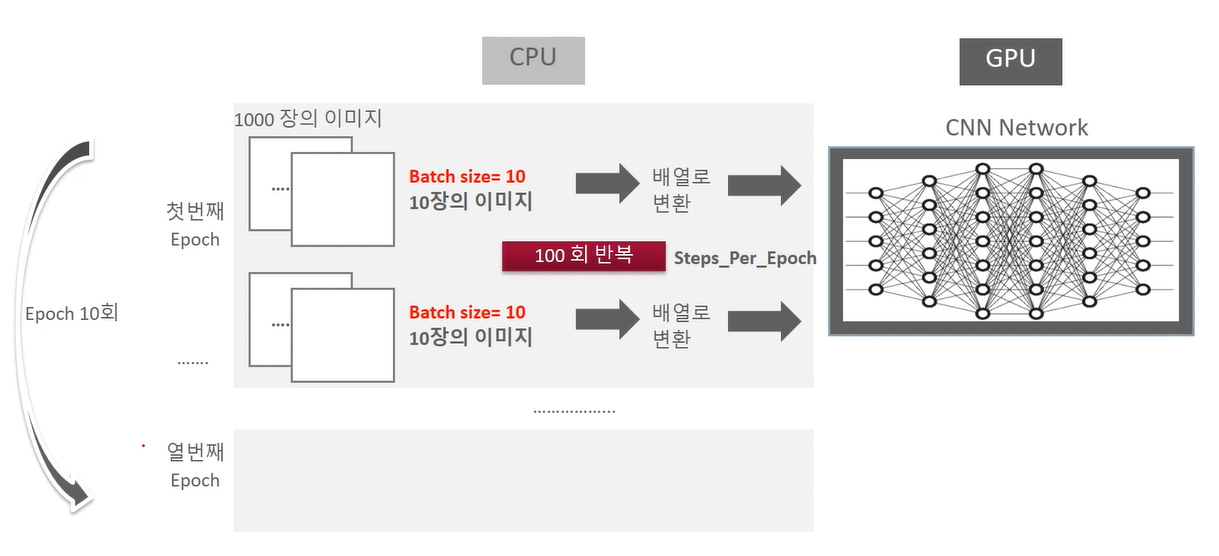 CPU
GPU
1000 장의 이미지
CNN Network
.....
Batch size= 10
10장의 이미지
배열로
변환
첫번째
Epoch
100 회 반복
Steps_Per_Epoch
Epoch 10회
.....
Batch size= 10
10장의 이미지
배열로
변환
.......
.................
열번째
Epoch